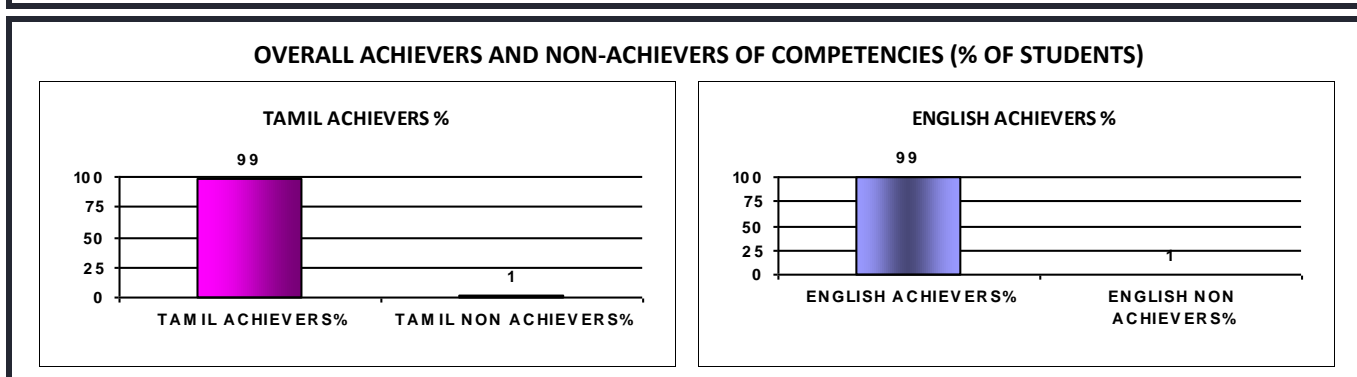 OVERALL ACHIEVERS AND NON-ACHIEVERS OF COMPETENCIES (% OF STUDENTS)
TAMIL ACHIEVERS %
99
100
75
50
25
0
1
TAMIL ACHIEVERS%
TAMIL NON ACHIEVERS%
ENGLISH ACHIEVERS %
99
100
75
50
25
0
1
ENGLISH ACHIEVERS%
ENGLISH NON
ACHIEVERS%